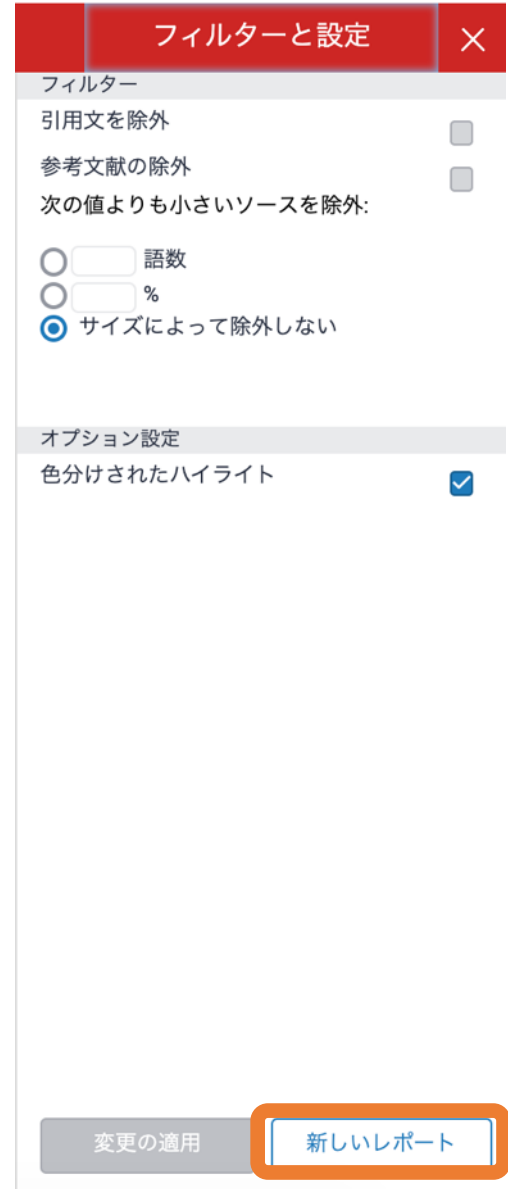 フィルターと設定
フィルター
引用文を除外
参考文献の除外
次の値よりも小さいソースを除外:
語数
%
サイズによって除外しない
オプション設定
色分けされたハイライト
変更の適用
新しいレポート